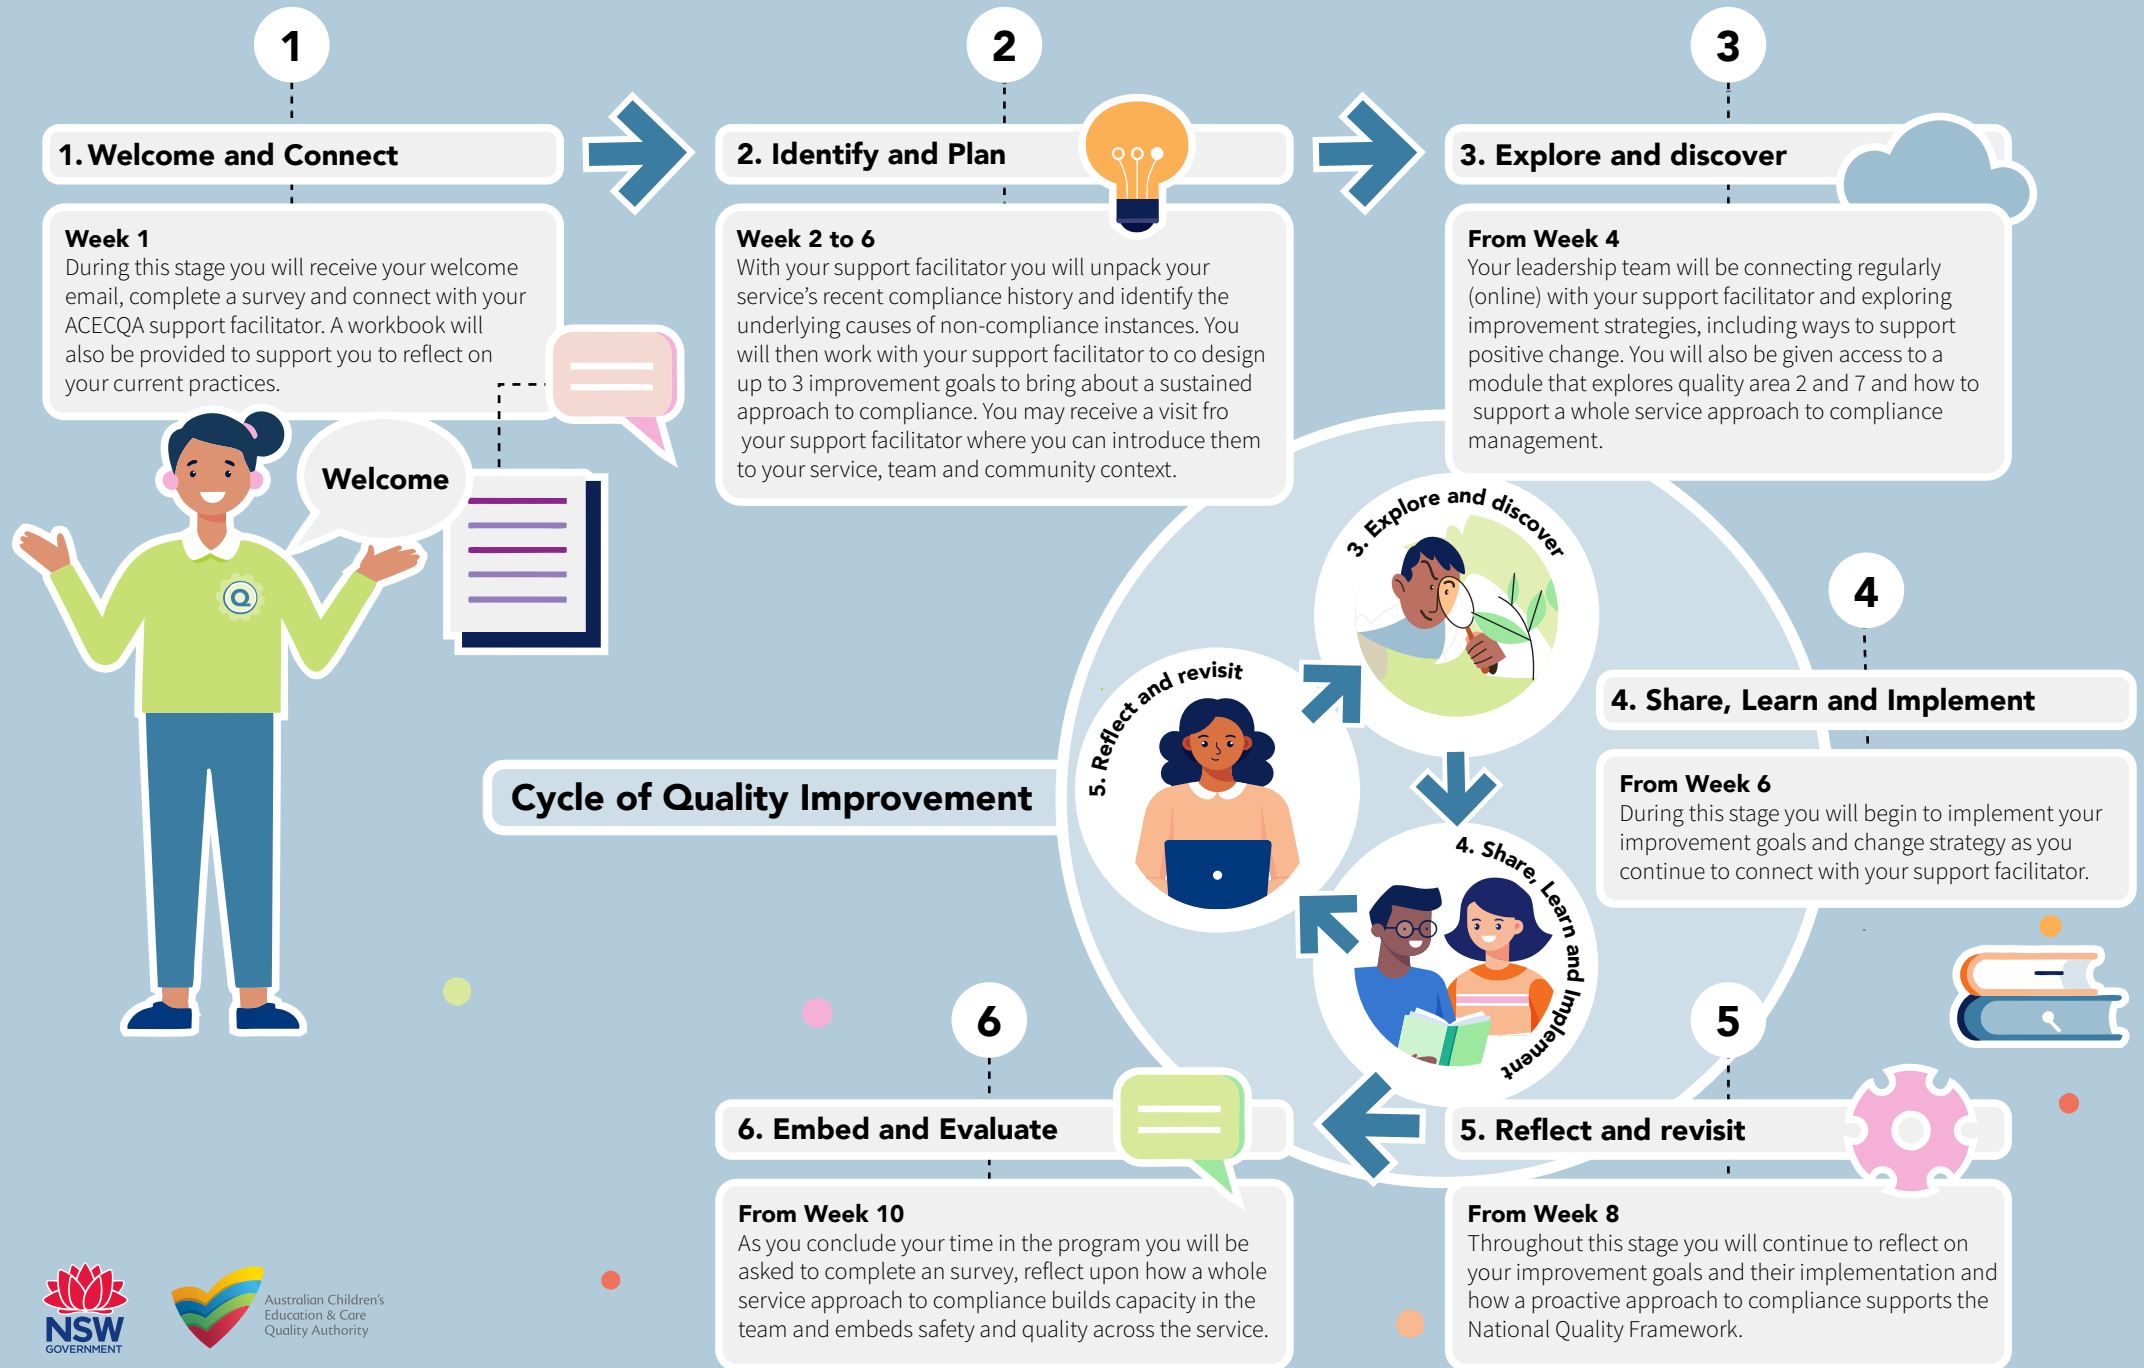 1
1. Welcome and Connect
Week 1
During this stage you will receive your welcome
email, complete a survey and connect with your
ACECQA support facilitator. A workbook will
also be provided to support you to reflect on
your current practices.
Welcome
2
2. Identify and Plan
Week 2 to 6
With your support facilitator you will unpack your
service's recent compliance history and identify the
underlying causes of non-compliance instances. You
will then work with your support facilitator to co design
up to 3 improvement goals to bring about a sustained
approach to compliance. You may receive a visit fro
your support facilitator where you can introduce them
to your service, team and community context.
3
3. Explore and discover
From Week 4
Your leadership team will be connecting regularly
(online) with your support facilitator and exploring
improvement strategies, including ways to support
positive change. You will also be given access to a
module that explores quality area 2 and 7 and how to
support a whole service approach to compliance
management.
Cycle of Quality Improvement
3. Explore and discover
4. Share, Learn and Implement
5. Reflect and revisit
4
4. Share, Learn and Implement
From Week 6
During this stage you will begin to implement your
improvement goals and change strategy as you
continue to connect with your support facilitator.
5
5. Reflect and revisit
From Week 8
Throughout this stage you will continue to reflect on
your improvement goals and their implementation and
how a proactive approach to compliance supports the
National Quality Framework.
6
6. Embed and Evaluate
From Week 10
As you conclude your time in the program you will be
asked to complete an survey, reflect upon how a whole
service approach to compliance builds capacity in the
team and embeds safety and quality across the service.
Q
NSW
GOVERNMENT
Australian Children's
Education & Care
Quality Authority